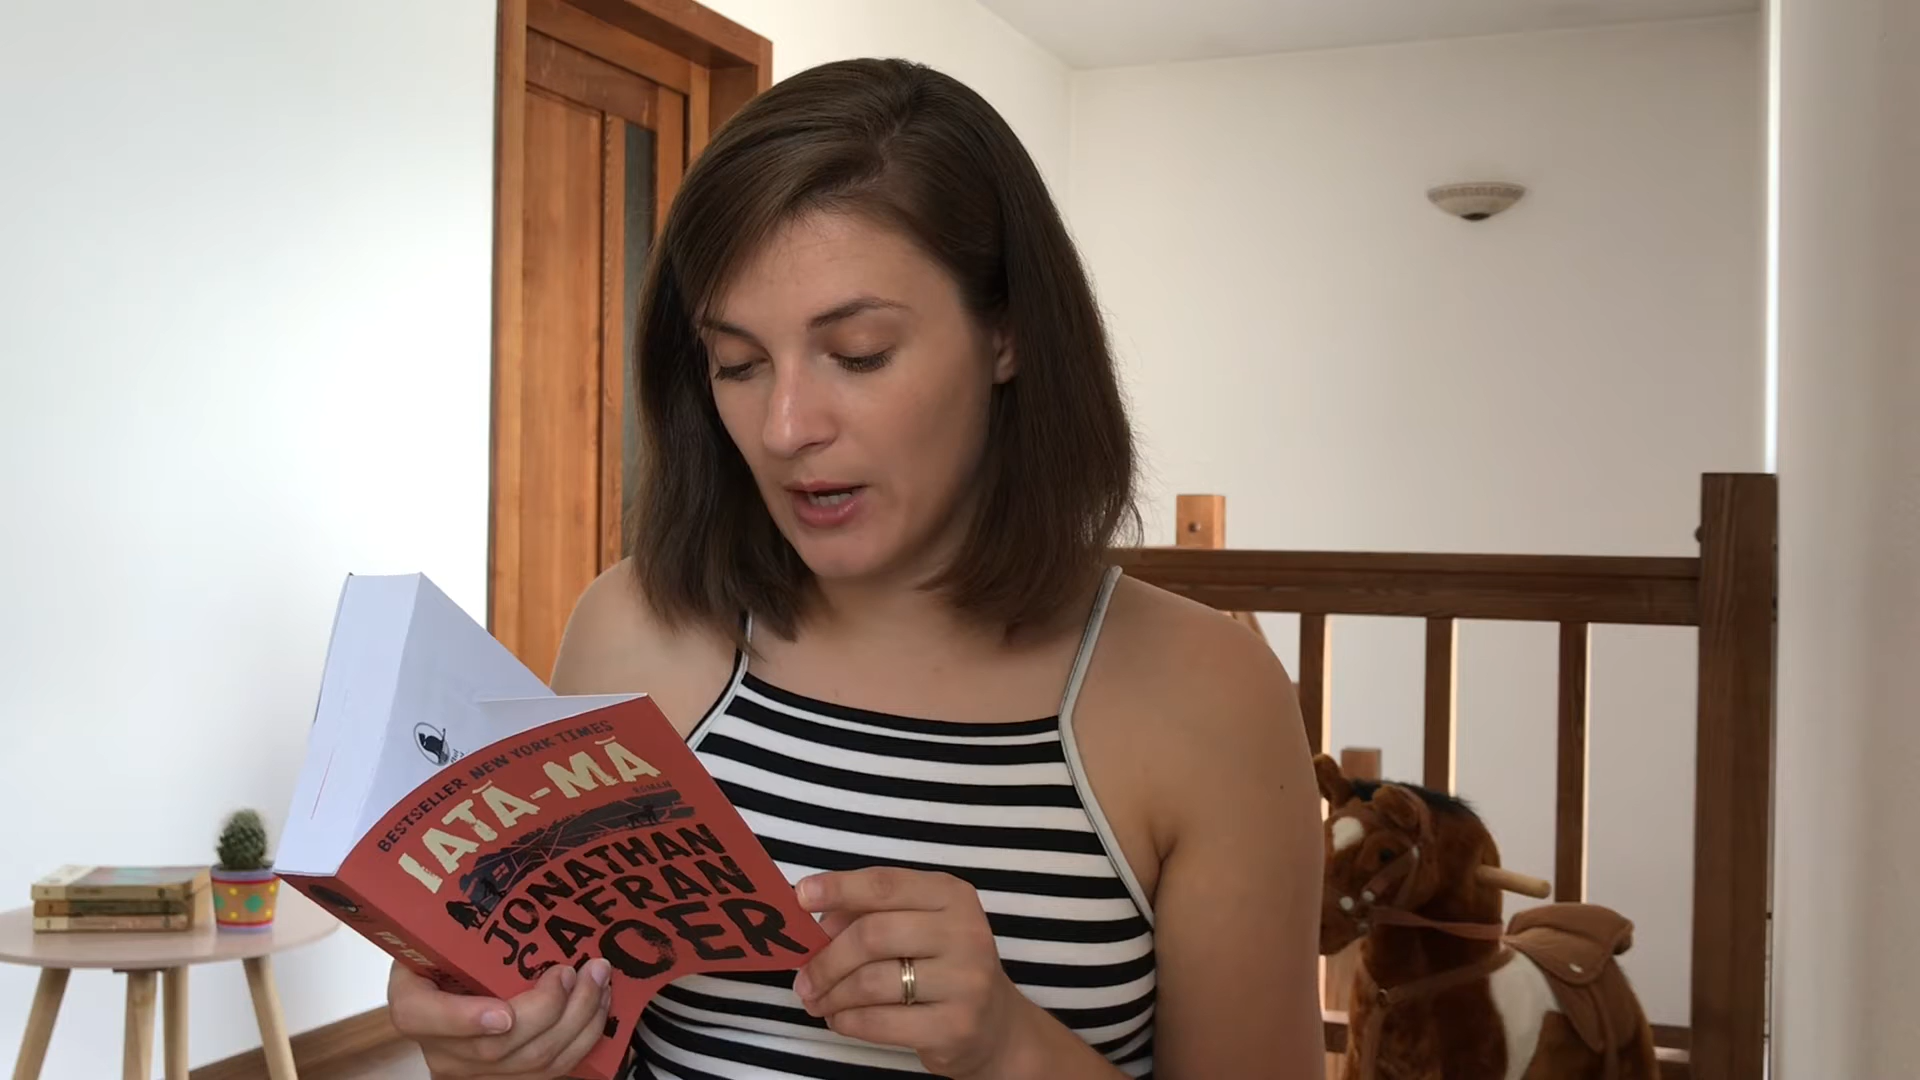 BESTSELLER NEW YORK TIMES
IATĂ-MĂ
ROMAN
JONATHAN
SAFRAN
FOER